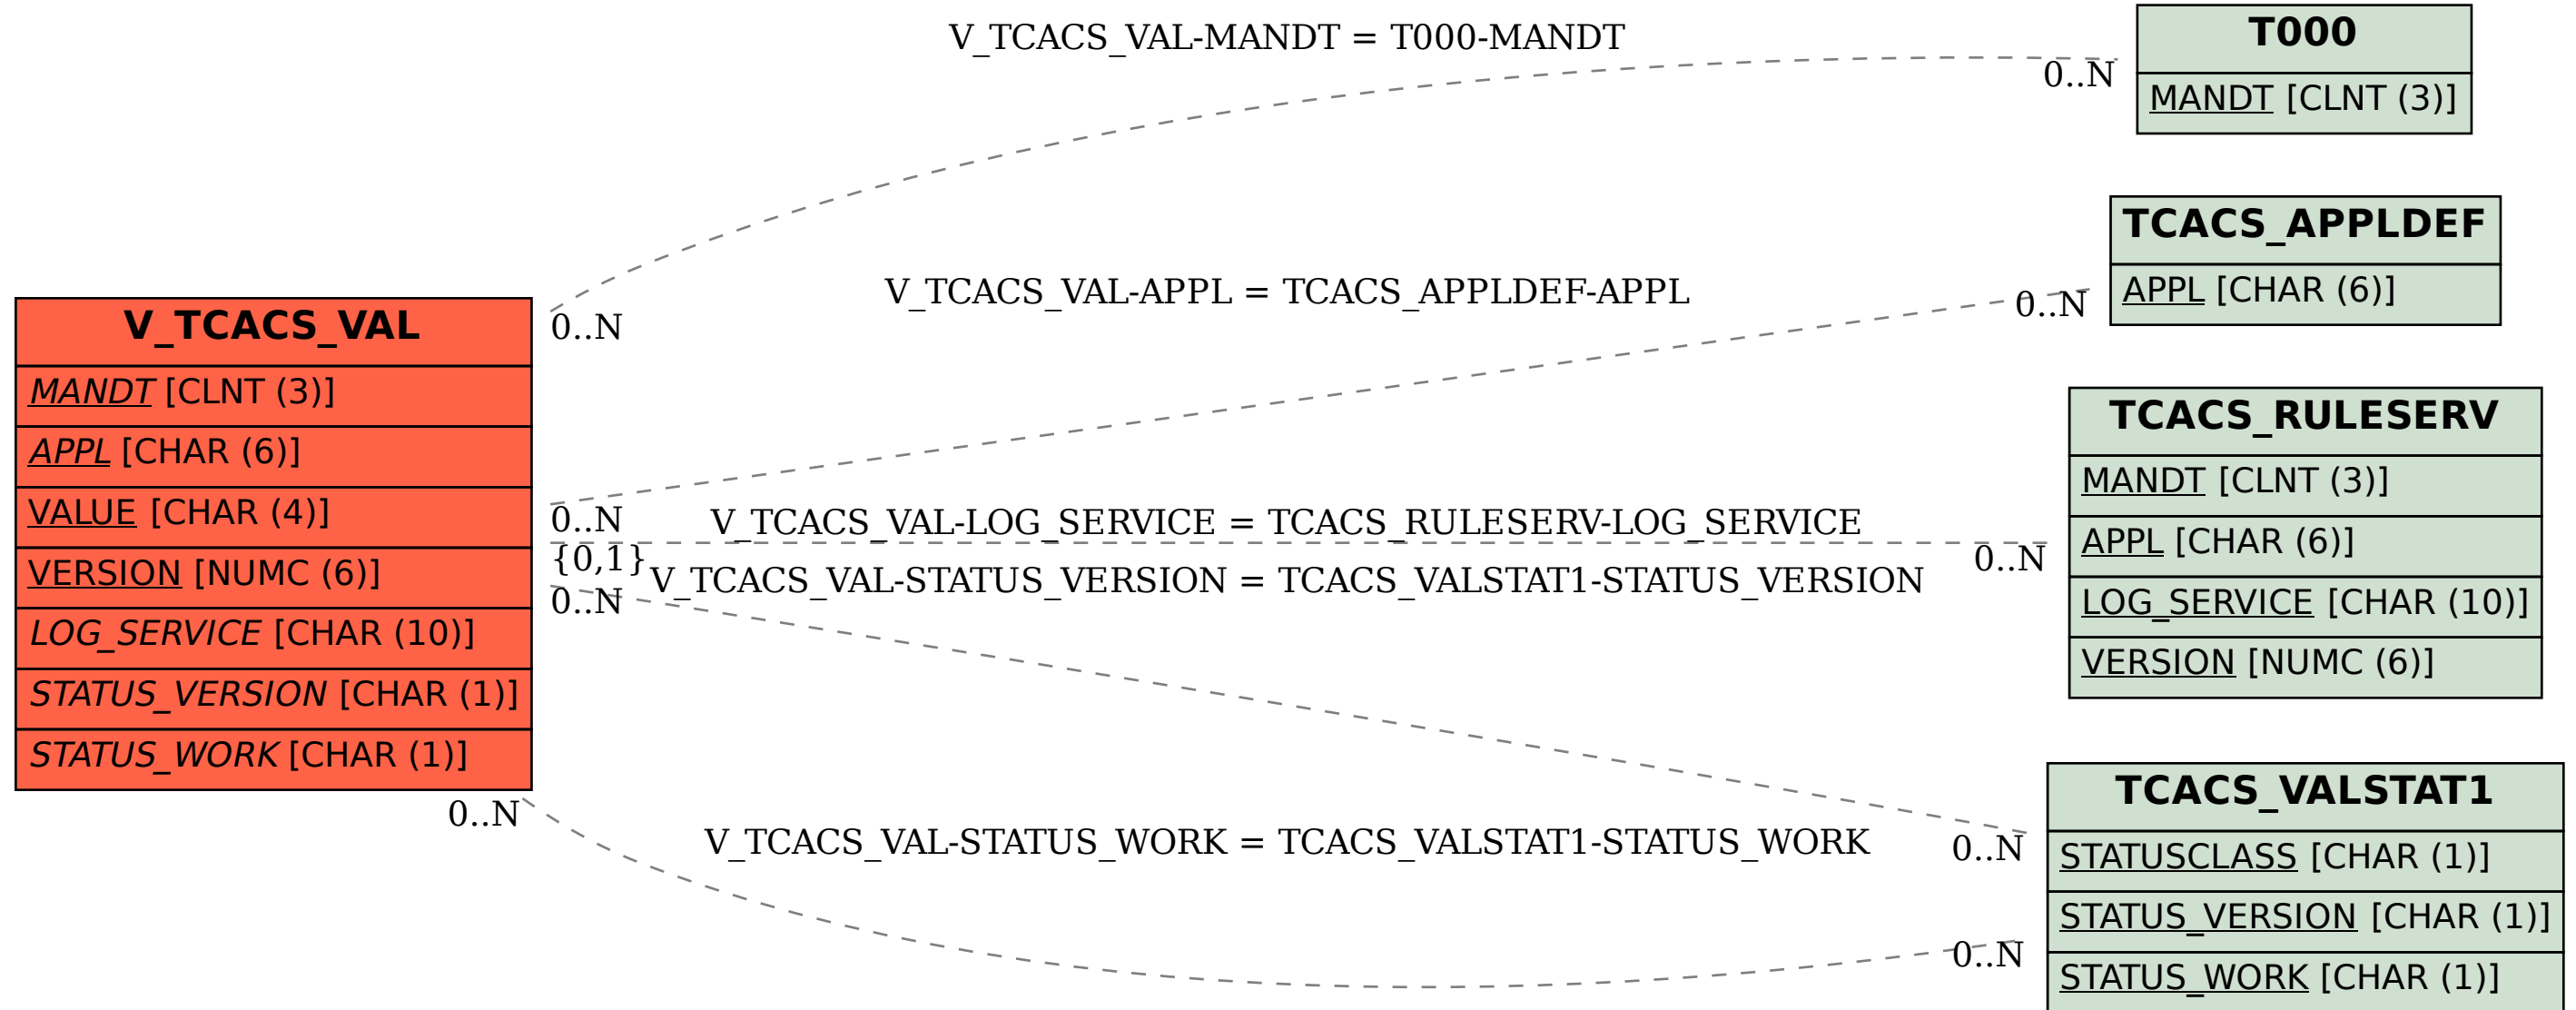 V_TCACS_VAL
MANDT [CLNT (3)]
APPL [CHAR (6)]
VALUE [CHAR (4)]
VERSION [NUMC (6)]
LOG_SERVICE [CHAR (10)]
STATUS_VERSION [CHAR (1)]
STATUS_WORK [CHAR (1)]
V_TCACS_VAL-MANDT = T000-MANDT
0..N
0..N
V_TCACS_VAL-APPL = TCACS_APPLDEF-APPL
0..N
0..N
V_TCACS_VAL-LOG_SERVICE = TCACS_RULESERV-LOG_SERVICE
{0,1}
0..N
V_TCACS_VAL-STATUS_VERSION = TCACS_VALSTAT1-STATUS_VERSION
0..N
0..N
V_TCACS_VAL-STATUS_WORK = TCACS_VALSTAT1-STATUS_WORK
0..N
0..N
T000
MANDT [CLNT (3)]
TCACS_APPLDEF
APPL [CHAR (6)]
TCACS_RULESERV
MANDT [CLNT (3)]
APPL [CHAR (6)]
LOG_SERVICE [CHAR (10)]
VERSION [NUMC (6)]
TCACS_VALSTAT1
STATUSCLASS [CHAR (1)]
STATUS_VERSION [CHAR (1)]
STATUS_WORK [CHAR (1)]